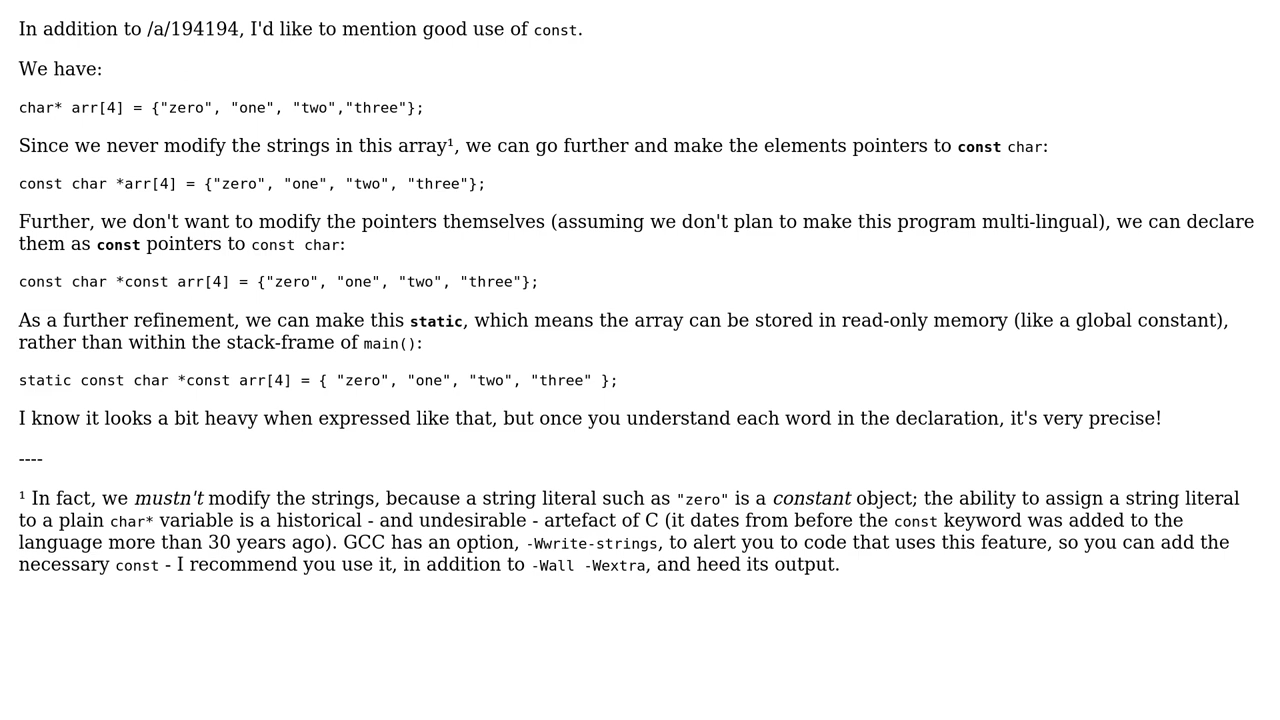 In addition to /a/194194, I'd like to mention good use of const.
We have:
char* arr[4] = {"zero", "one", "two","three"};
Since we never modify the strings in this array¹, we can go further and make the elements pointers to const char:
const char *arr[4] = {"zero", "one", "two", "three"};
Further, we don't want to modify the pointers themselves (assuming we don't plan to make this program multi-lingual), we can declare
them as const pointers to const char:
const char *const arr[4] = {"zero", "one", "two", "three"};
As a further refinement, we can make this static, which means the array can be stored in read-only memory (like a global constant),
rather than within the stack-frame of main():
static const char *const arr[4] = { "zero", "one", "two", "three" };
I know it looks a bit heavy when expressed like that, but once you understand each word in the declaration, it's very precise!
----
¹ In fact, we mustn't modify the strings, because a string literal such as "zero" is a constant object; the ability to assign a string literal
to a plain char* variable is a historical - and undesirable - artefact of C (it dates from before the const keyword was added to the
language more than 30 years ago). GCC has an option, -Wwrite-strings, to alert you to code that uses this feature, so you can add the
necessary const - I recommend you use it, in addition to -Wall -Wextra, and heed its output.